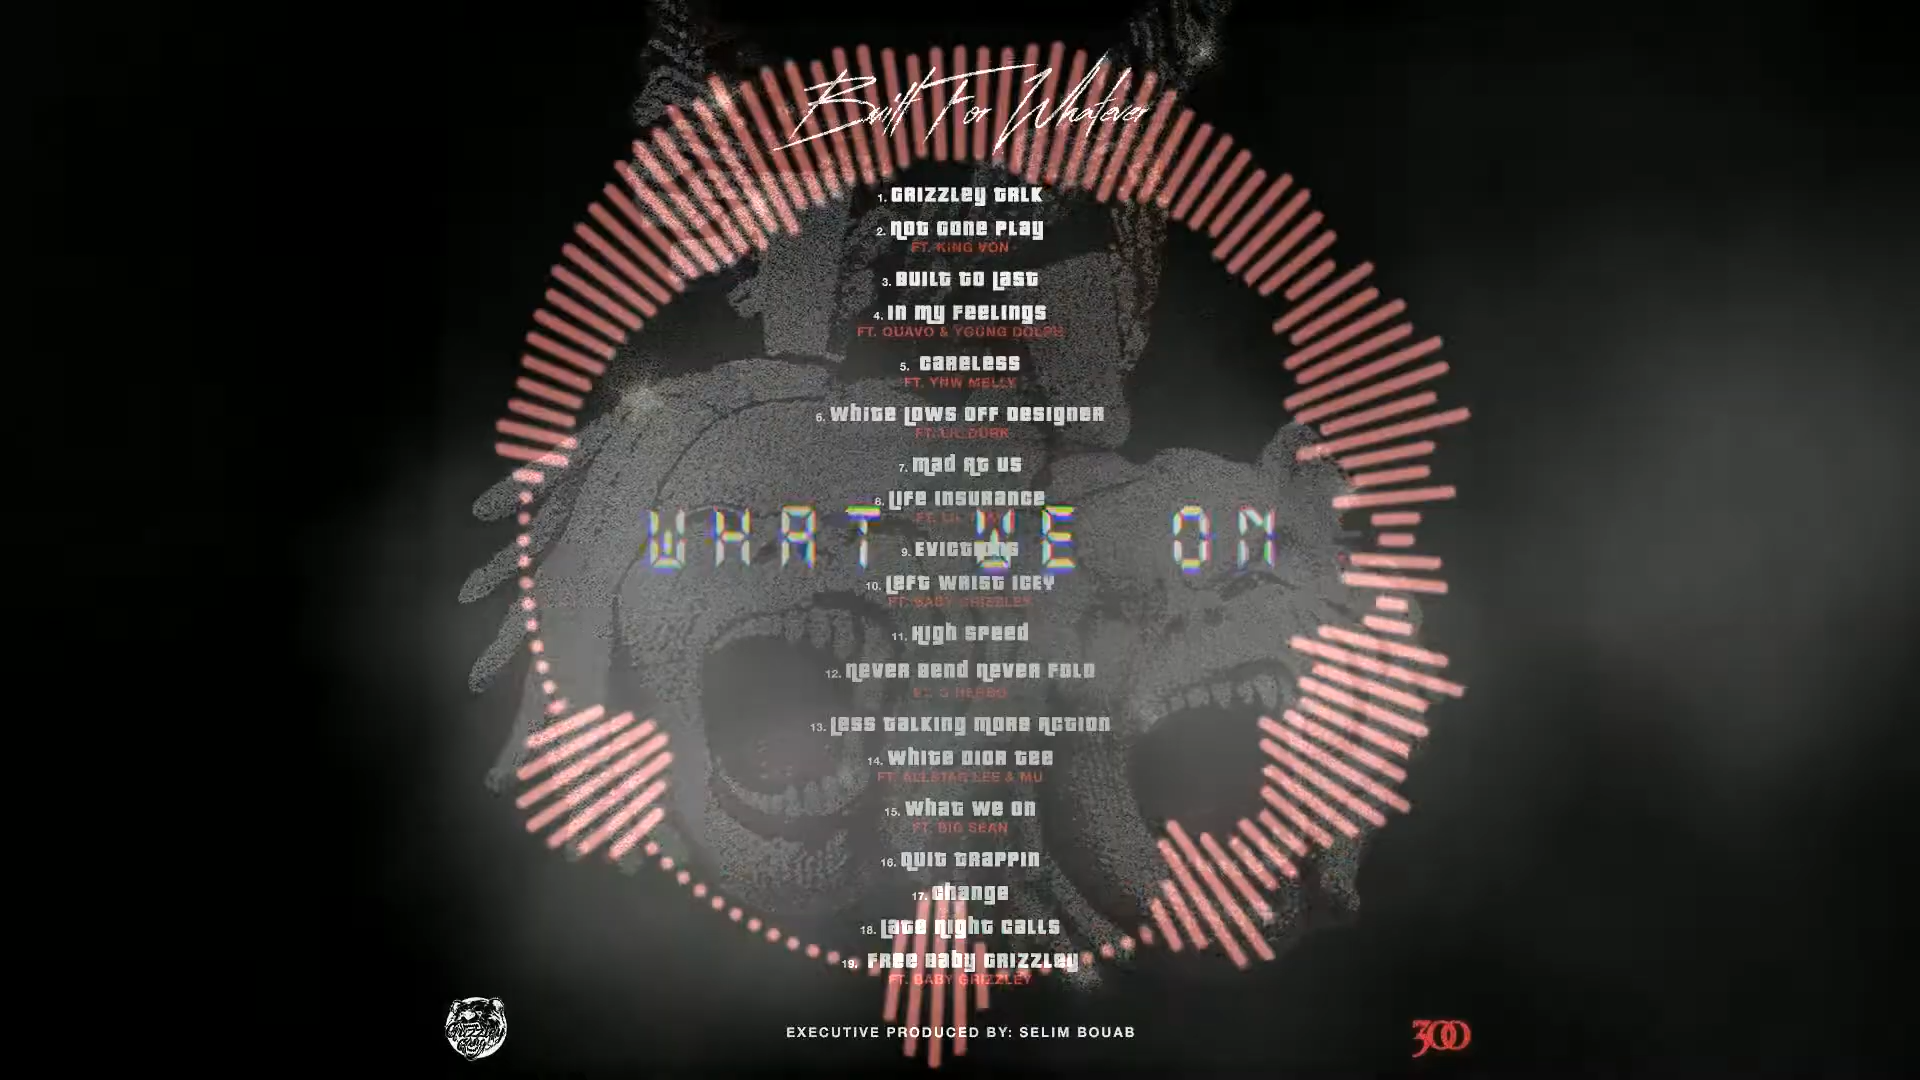 Built For Whatever
1. GRIZZLEY TALK
2. NOT GONE PLAY
FT. KING VON
3. BUILT TO LAST
4. IN MY FEELINGS
FT. QUAVO & YOUNG DOLPH
5. CARELESS
FT. YNW MELLY
6. WHITE LOWS OFF DESIGNER
FT. LIL DURK
7. MAD AT US
8. LIFE INSURANCE
WHAT WE ON
9. EVICTIONS
10. LEFT WRIST ICEY
FT. BABY GRIZZLEY
11. HIGH SPEED
12. NEVER BEND NEVER FOLD
FT. G HERBO
13. LESS TALKING MORE ACTION
14. WHITE DIOR TEE
FT. ALLSTAR LEE & MU
15. WHAT WE ON
FT. BIG SEAN
16. QUIT TRAPPIN
17. CHANGE
18. LATE NIGHT CALLS
19. FREE BABY GRIZZLEY
FT. BABY GRIZZLEY
EXECUTIVE PRODUCED BY: SELIM BOUAB
300